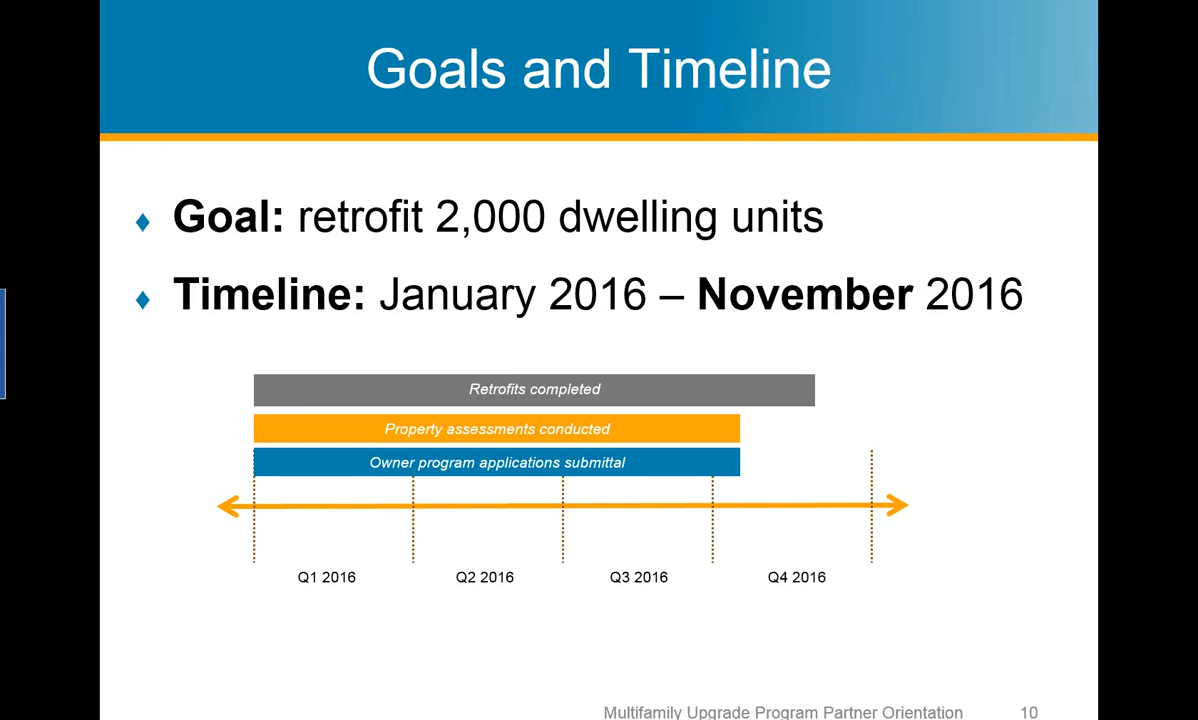 Goals and Timeline
Goal: retrofit 2,000 dwelling units
Timeline: January 2016 – November 2016
Retrofits completed
Property assessments conducted
Owner program applications submittal
Q1 2016 Q2 2016 Q3 2016 Q4 2016
Multifamily Upgrade Program Partner Orientation 10